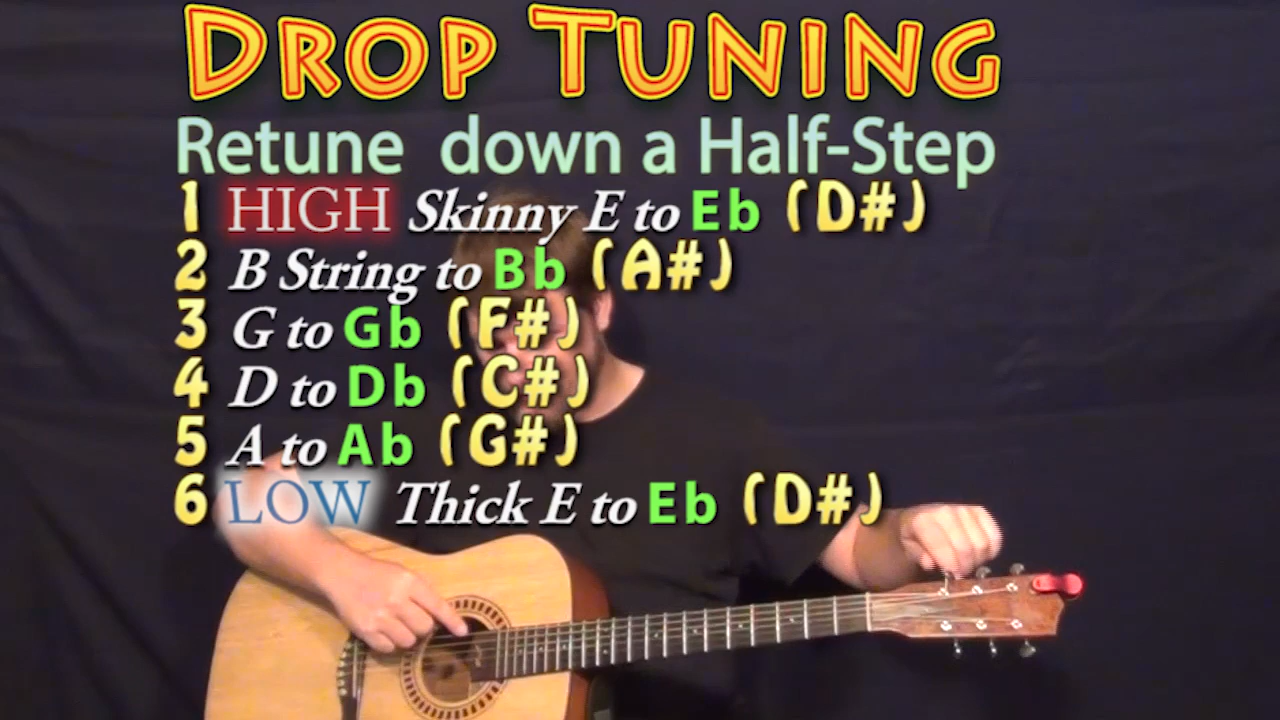 DROP TUNING
Retune down a Half-Step
1 HIGH Skinny E to Eb (D#)
2 B String to Bb (A#)
3 G to Gb (F#)
4 D to Db (C#)
5 A to Ab (G#)
6 LOW Thick E to Eb (D#)